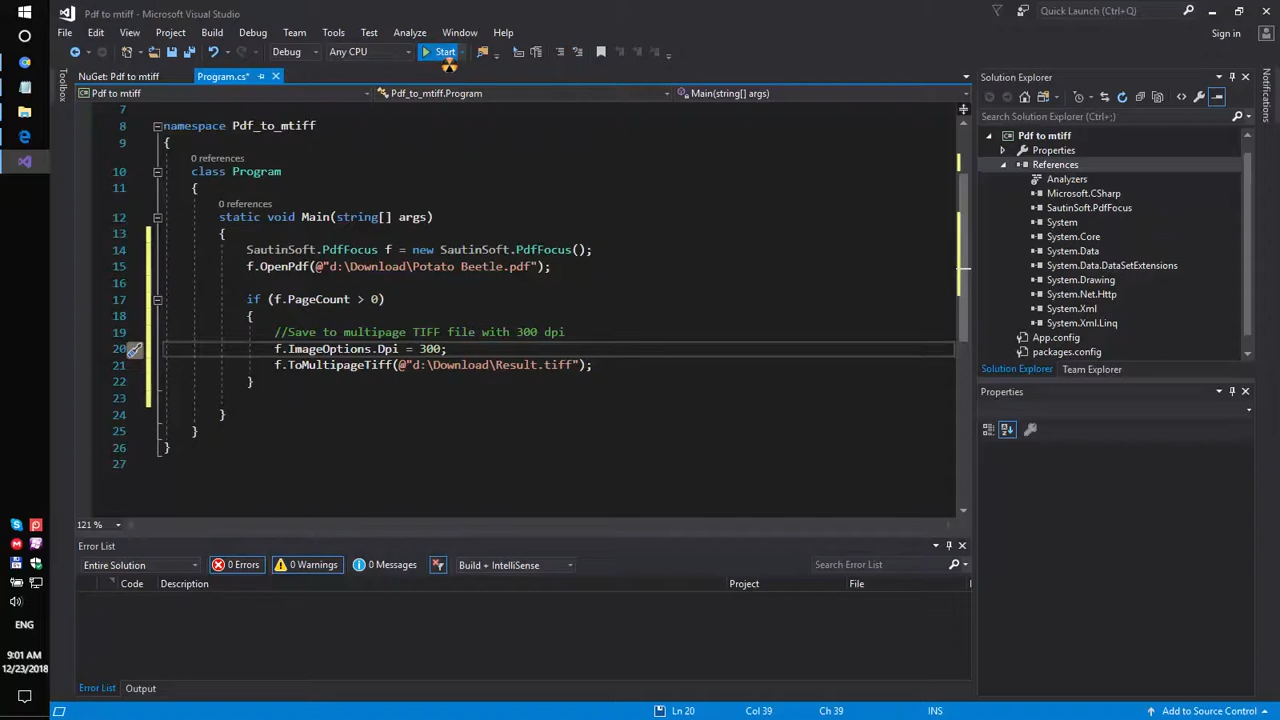 Pdf to mtiff - Microsoft Visual Studio
Quick Launch (Ctrl+Q)
File Edit View Project Build Debug Team Tools Test Analyze Window Help
Sign in
Debug Any CPU Start
Toolbox
NuGet: Pdf to mtiff Program.cs*
Pdf to mtiff Pdf_to_mtiff.Program Main(string[] args)
7
8 namespace Pdf_to_mtiff
9 {
0 references
10 class Program
11 {
0 references
12 static void Main(string[] args)
13 {
14 SautinSoft.PdfFocus f = new SautinSoft.PdfFocus();
15 f.OpenPdf(@"d:\Download\Potato Beetle.pdf");
16
17 if (f.PageCount > 0)
18 {
19 //Save to multipage TIFF file with 300 dpi
20 f.ImageOptions.Dpi = 300;
21 f.ToMultipageTiff(@"d:\Download\Result.tiff");
22 }
23
24 }
25 }
26 }
27
121 %
Error List
Entire Solution 0 Errors 0 Warnings 0 Messages Build + IntelliSense Search Error List
Code Description Project File
Error List Output
Solution Explorer
Search Solution Explorer (Ctrl+;)
Pdf to mtiff
Properties
References
Analyzers
Microsoft.CSharp
SautinSoft.PdfFocus
System
System.Core
System.Data
System.Data.DataSetExtensions
System.Drawing
System.Net.Http
System.Xml
System.Xml.Linq
App.config
packages.config
Solution Explorer Team Explorer
Properties
Notifications
ENG
9:01 AM
12/23/2018
Ln 20 Col 39 Ch 39 INS Add to Source Control